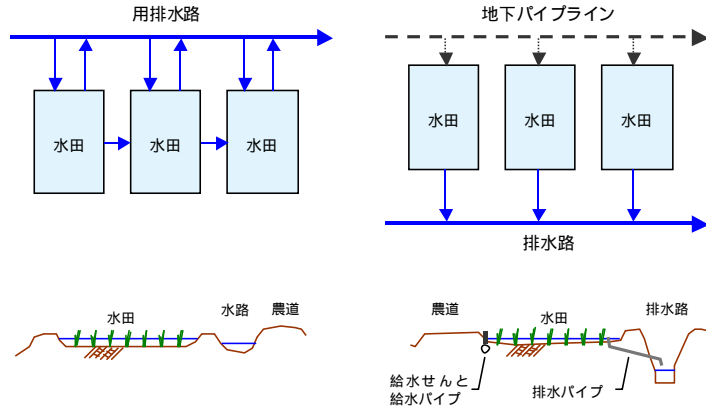 用排水路
水田
水田
水田
地下パイプライン
水田
水田
水田
排水路
水田
水路
農道
農道
水田
排水路
給水せんと
給水パイプ
排水パイプ